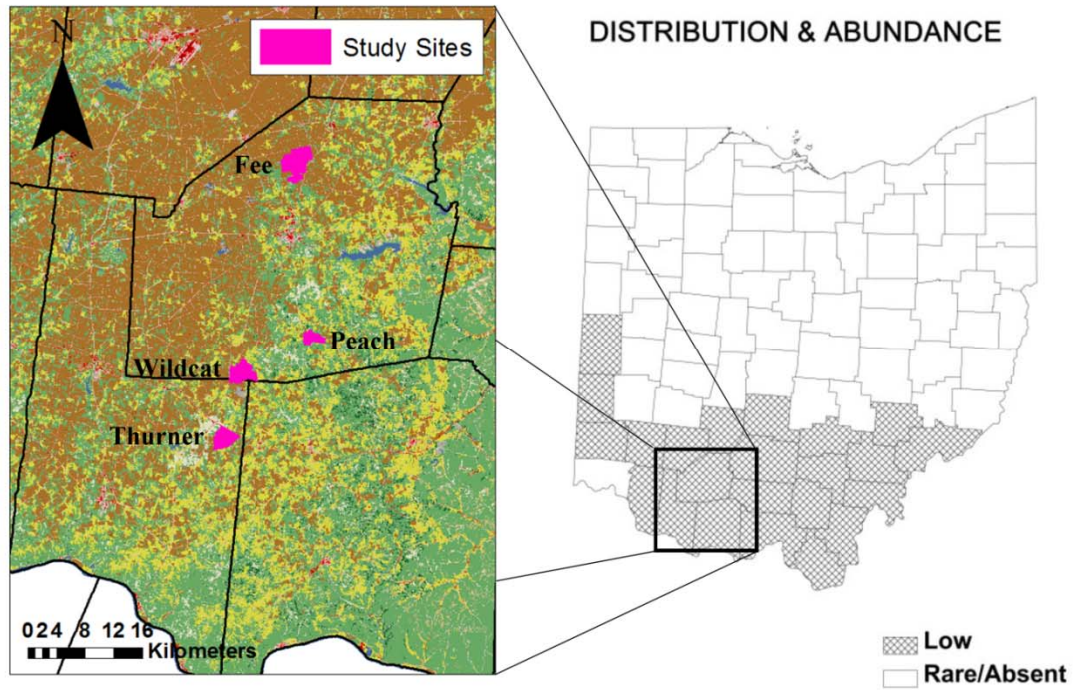 N
Study Sites
Fee
Peach
Wildcat
Thurner
0 2 4 8 12 16
Kilometers
DISTRIBUTION & ABUNDANCE
Low
Rare/Absent